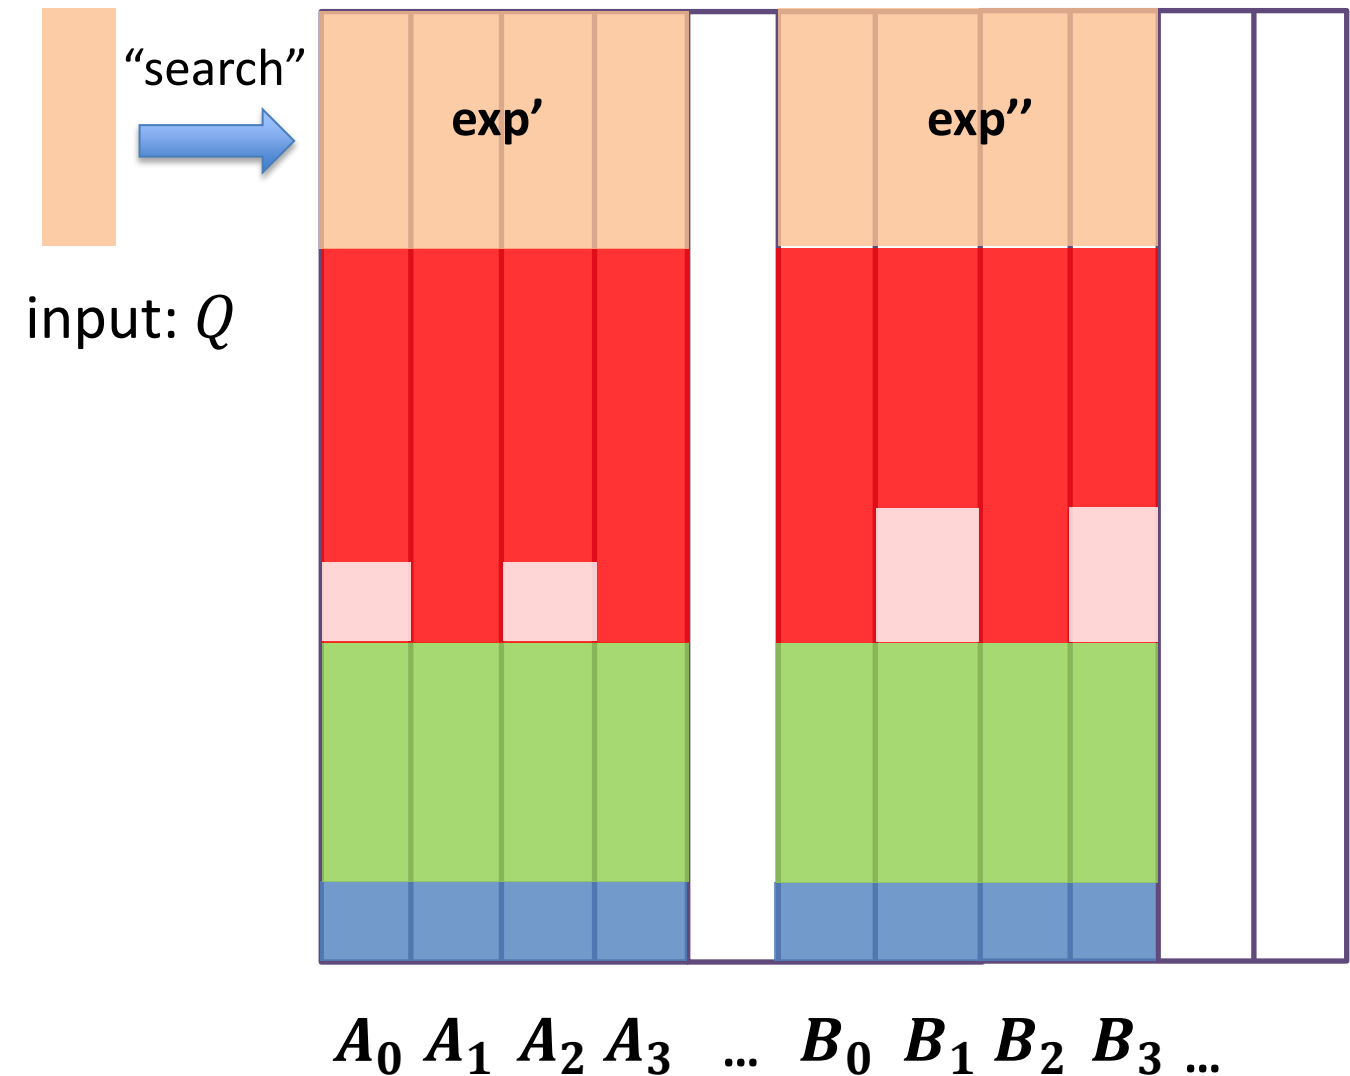 “search”
exp’
exp’’
input: Q
A₀ A₁ A₂ A₃ ... B₀ B₁ B₂ B₃ ...